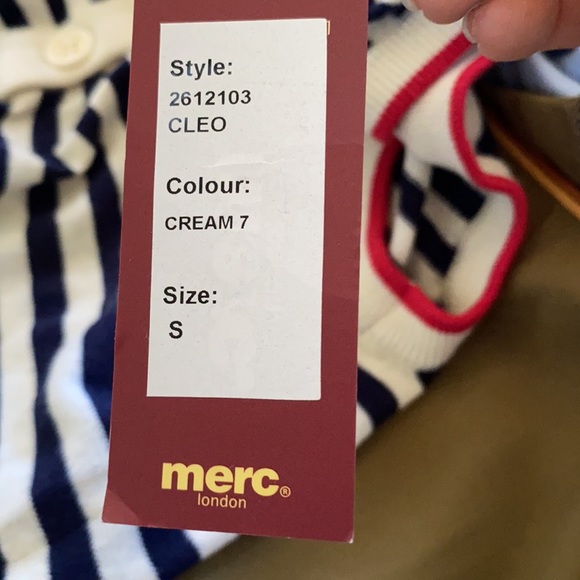 Style:
2612103
CLEO
Colour:
CREAM 7
Size:
S
merc®
london